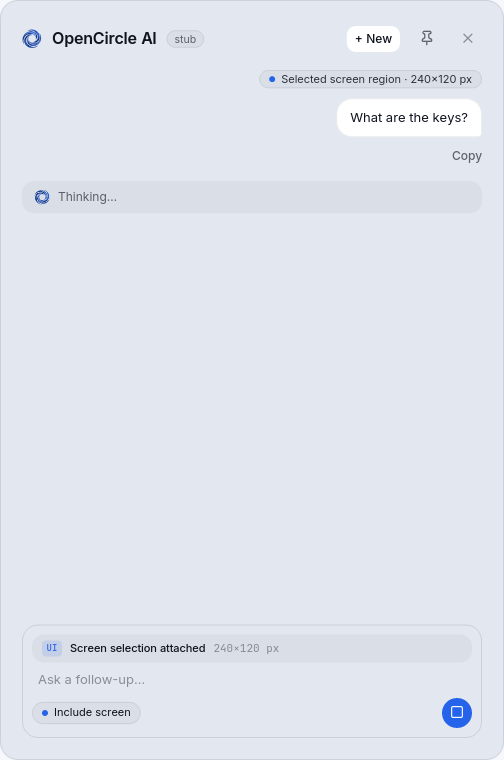 OpenCircle AI stub + New
Selected screen region · 240×120 px
What are the keys?
Copy
Thinking...
UI Screen selection attached 240×120 px
Ask a follow-up...
Include screen